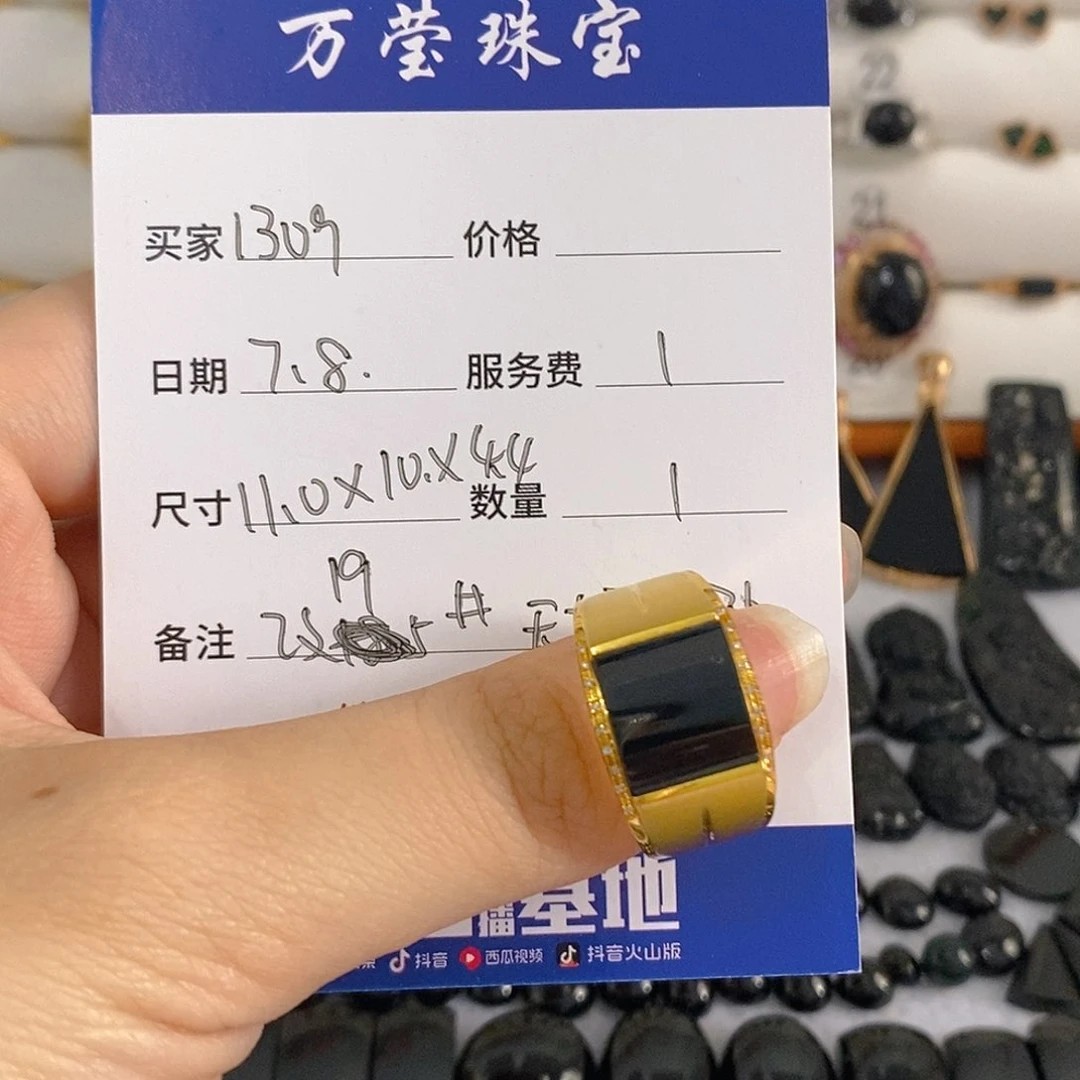 万莹珠宝
买家 1309 价格
日期 7.8. 服务费 1
尺寸 11.0X10.X4.4 数量 1
19
备注 #
播基地
抖音 西瓜视频 抖音火山版
22
21
20